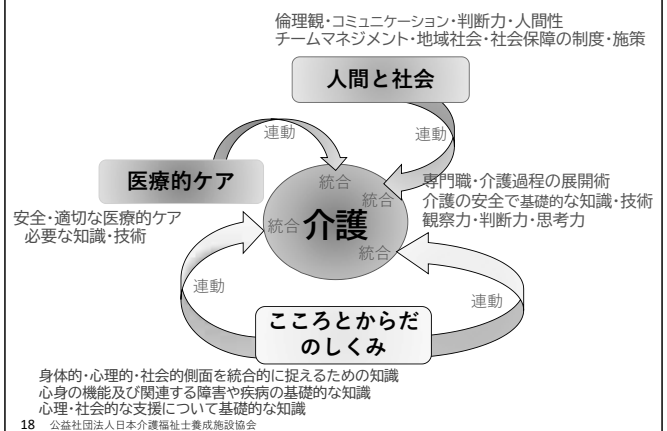 倫理観・コミュニケーション・判断力・人間性
チームマネジメント・地域社会・社会保障の制度・施策
人間と社会
連動
連動
医療的ケア
統合
統合
専門職・介護過程の展開術
介護の安全で基礎的な知識・技術
観察力・判断力・思考力
安全・適切な医療的ケア
必要な知識・技術
統合
介護
統合
連動
連動
こころとからだ
のしくみ
身体的・心理的・社会的側面を統合的に捉えるための知識
心身の機能及び関連する障害や疾病の基礎的な知識
心理・社会的な支援について基礎的な知識
18 公益社団法人日本介護福祉士養成施設協会